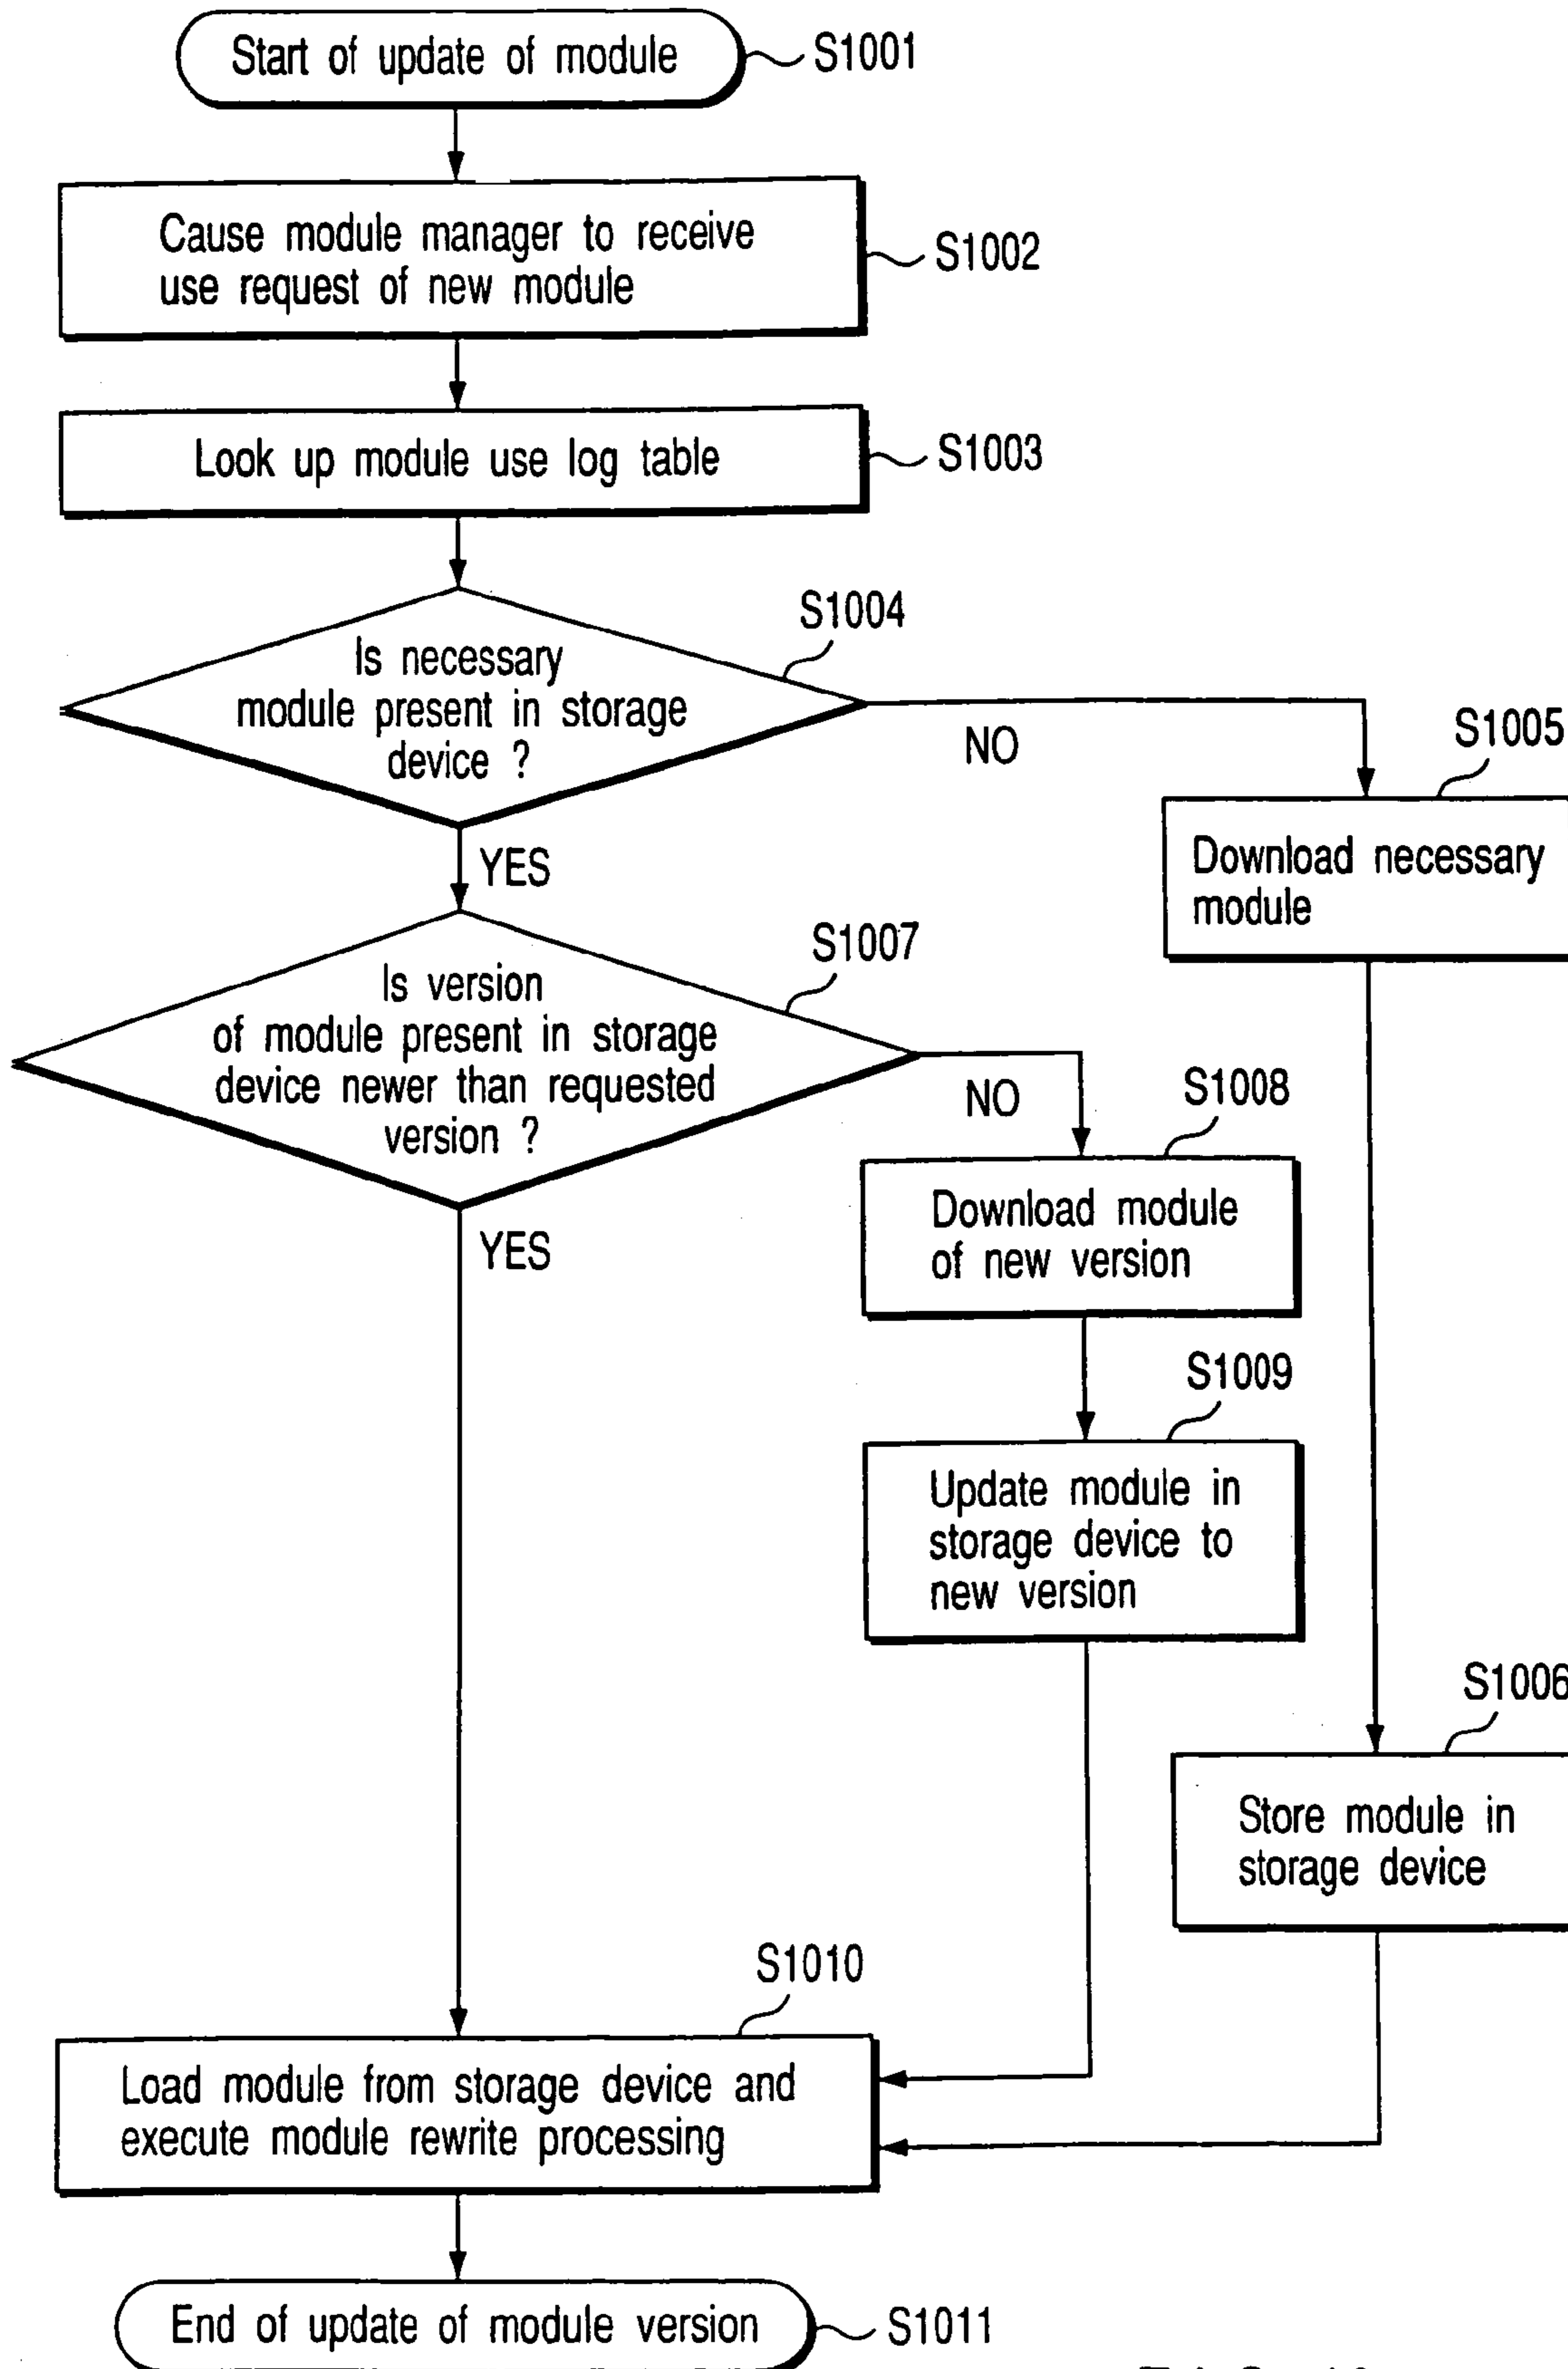 Start of update of module
S1001
Cause module manager to receive
use request of new module
S1002
Look up module use log table
S1003
S1004
Is necessary
module present in storage
device ?
NO
YES
S1005
Download necessary
module
S1007
Is version
of module present in storage
device newer than requested
version ?
NO
YES
S1008
Download module
of new version
S1009
Update module in
storage device to
new version
S1006
Store module in
storage device
S1010
Load module from storage device and
execute module rewrite processing
End of update of module version
S1011